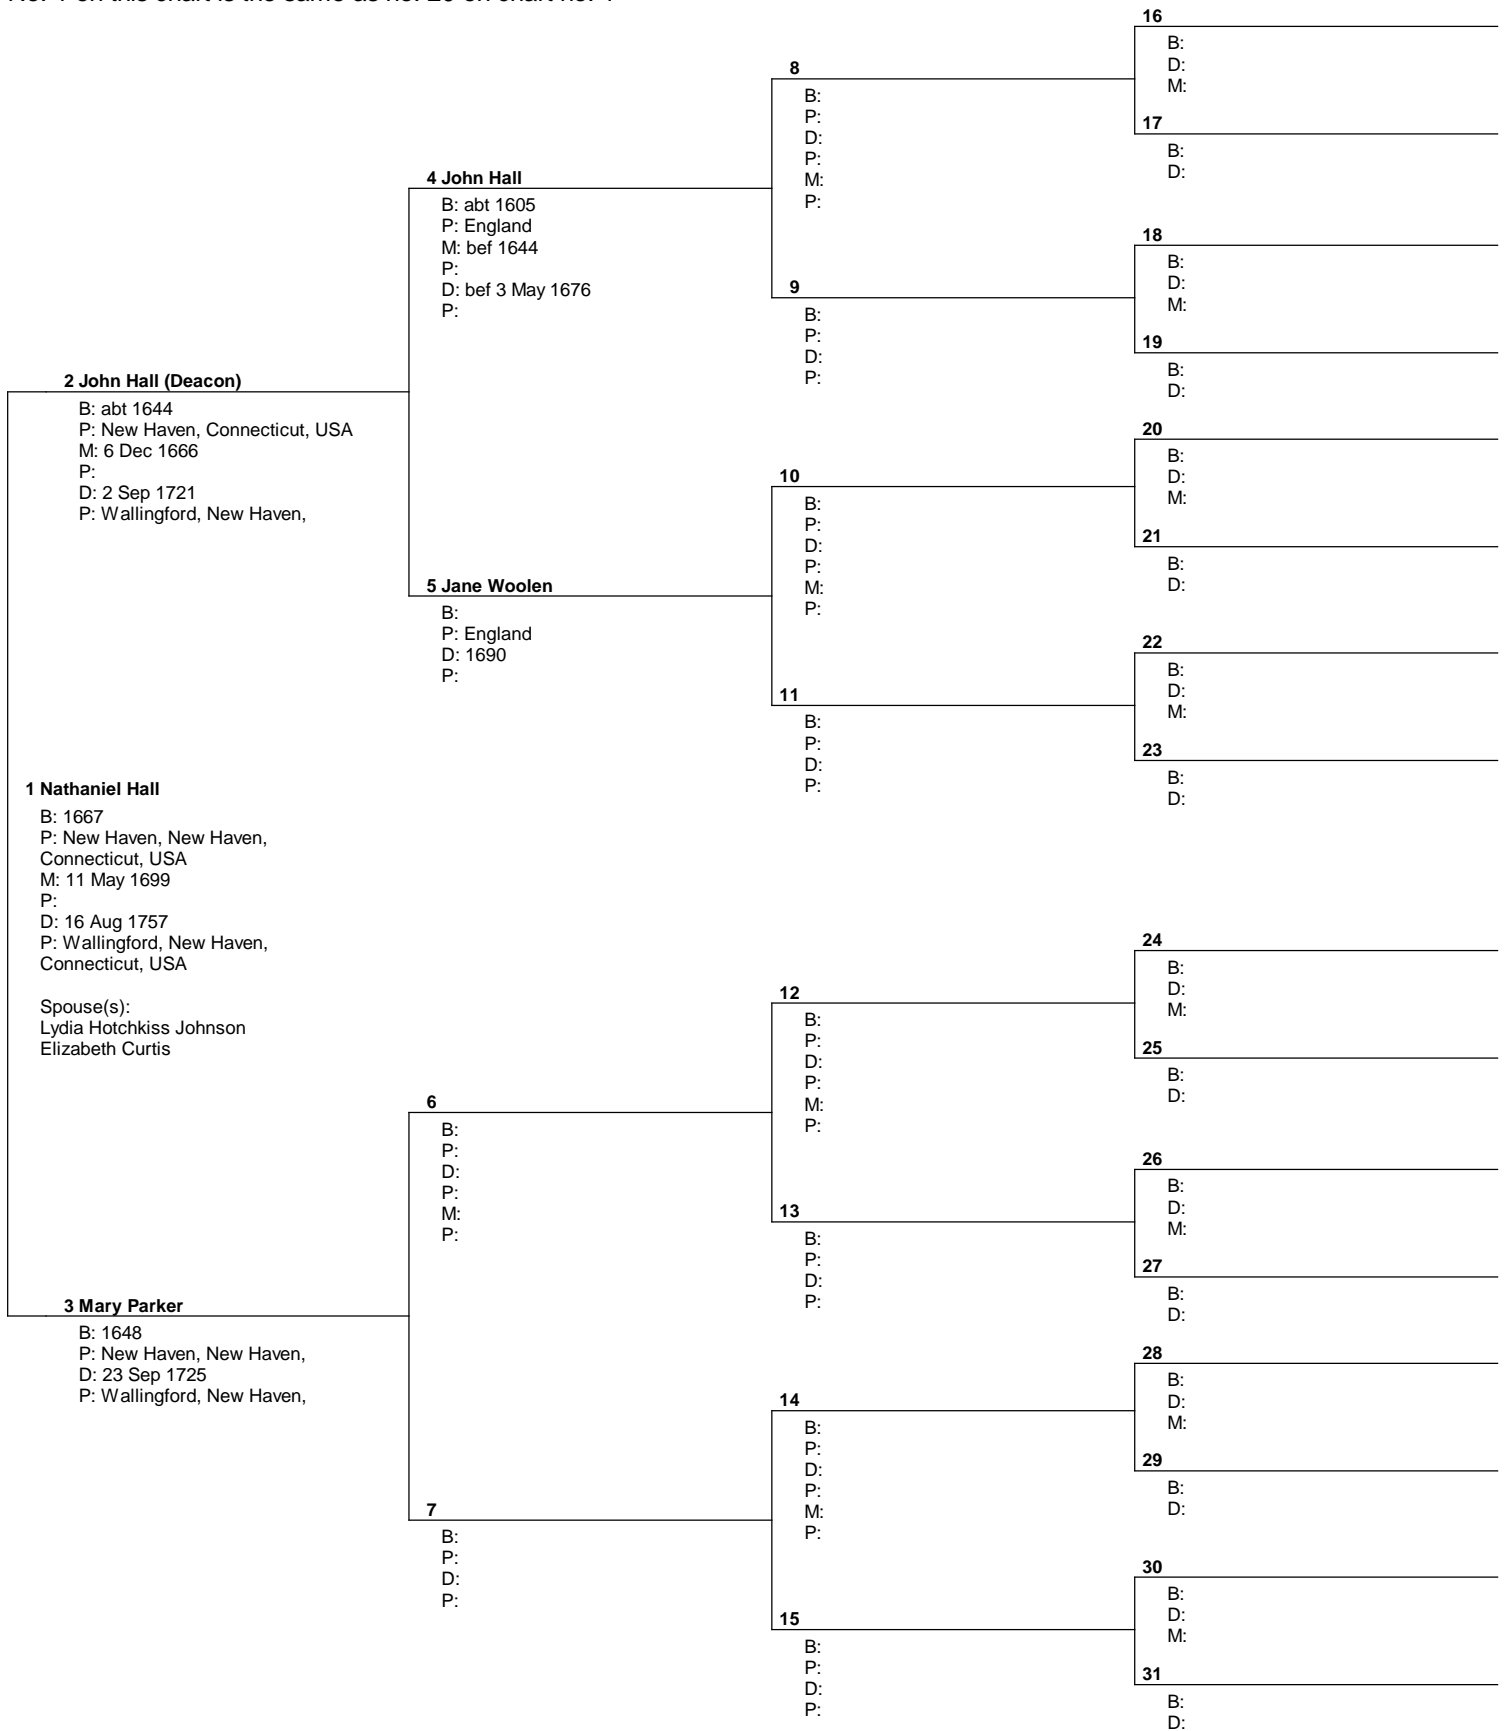 No. 1 on this chart is the same as no. on chart no.
1 Nathaniel Hall
B: 1667
P: New Haven, New Haven,
Connecticut, USA
M: 11 May 1699
P:
D: 16 Aug 1757
P: Wallingford, New Haven,
Connecticut, USA
Spouse(s):
Lydia Hotchkiss Johnson
Elizabeth Curtis
2 John Hall (Deacon)
B: abt 1644
P: New Haven, Connecticut, USA
M: 6 Dec 1666
P:
D: 2 Sep 1721
P: Wallingford, New Haven,
3 Mary Parker
B: 1648
P: New Haven, New Haven,
D: 23 Sep 1725
P: Wallingford, New Haven,
4 John Hall
B: abt 1605
P: England
M: bef 1644
P:
D: bef 3 May 1676
P:
5 Jane Woolen
B:
P: England
D: 1690
P:
6
B:
P:
D:
P:
M:
P:
7
B:
P:
D:
P:
8
B:
P:
D:
P:
M:
P:
9
B:
P:
D:
P:
10
B:
P:
D:
P:
M:
P:
11
B:
P:
D:
P:
12
B:
P:
D:
P:
M:
P:
13
B:
P:
D:
P:
14
B:
P:
D:
P:
M:
P:
15
B:
P:
D:
P:
16
B:
D:
M:
17
B:
D:
18
B:
D:
M:
19
B:
D:
20
B:
D:
M:
21
B:
D:
22
B:
D:
M:
23
B:
D:
24
B:
D:
M:
25
B:
D:
26
B:
D:
M:
27
B:
D:
28
B:
D:
M:
29
B:
D:
30
B:
D:
M:
31
B:
D: